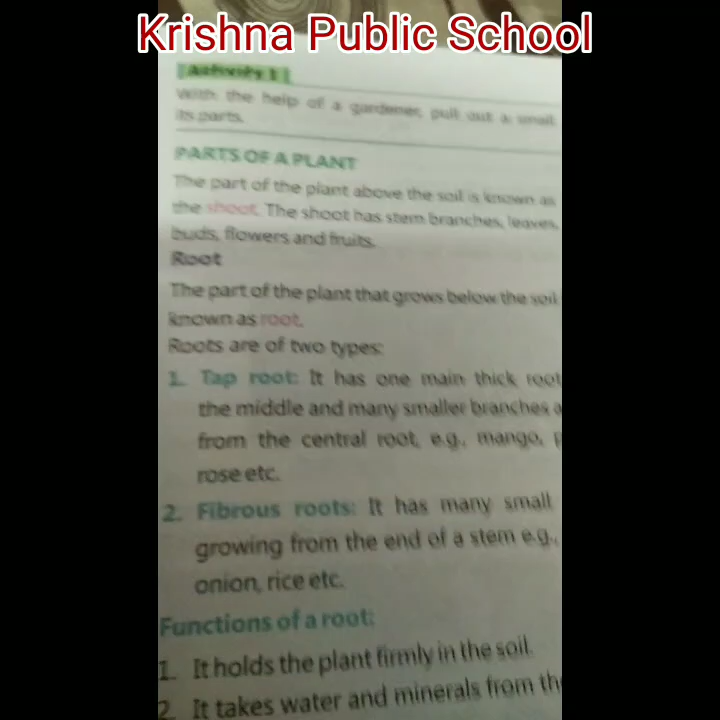 Krishna Public School
Activity 1
With the help of a gardener, pull out a small
its parts.
PARTS OF A PLANT
The part of the plant above the soil is known as
the shoot. The shoot has stem branches, leaves,
buds, flowers and fruits.
Root
The part of the plant that grows below the soil
known as root.
Roots are of two types:
1. Tap root: It has one main thick root
the middle and many smaller branches
from the central root, e.g., mango,
rose etc.
2. Fibrous roots: It has many small
growing from the end of a stem e.g.,
onion, rice etc.
Functions of a root:
1. It holds the plant firmly in the soil.
2. It takes water and minerals from